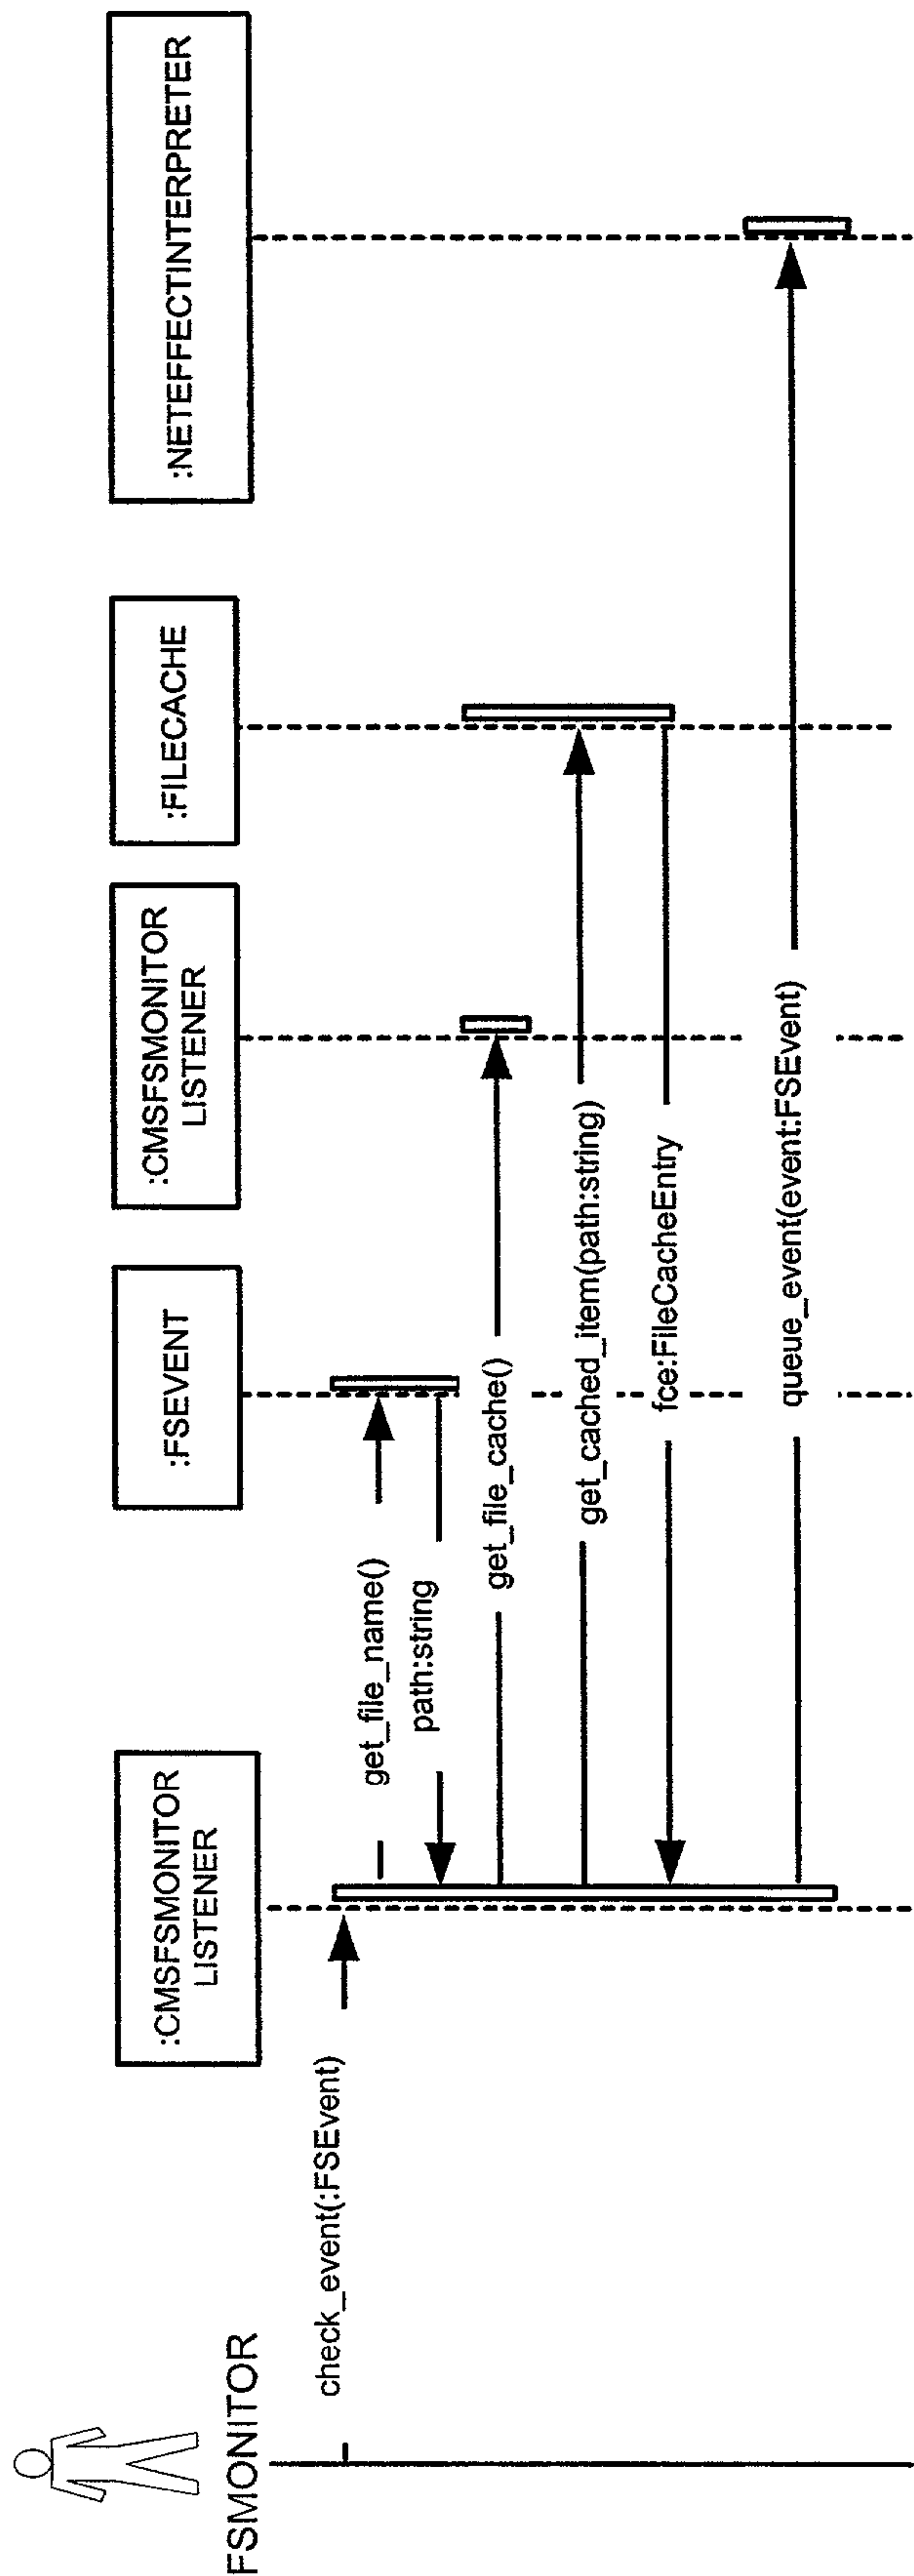 FSMONITOR
:CMSFSMONITOR
LISTENER
:FSEVENT
:CMSFSMONITOR
LISTENER
:FILECACHE
:NETEFFECTINTERPRETER
check_event(:FSEvent)
get_file_name()
path:string
get_file_cache()
get_cached_item(path:string)
fce:FileCacheEntry
queue_event(event:FSEvent)